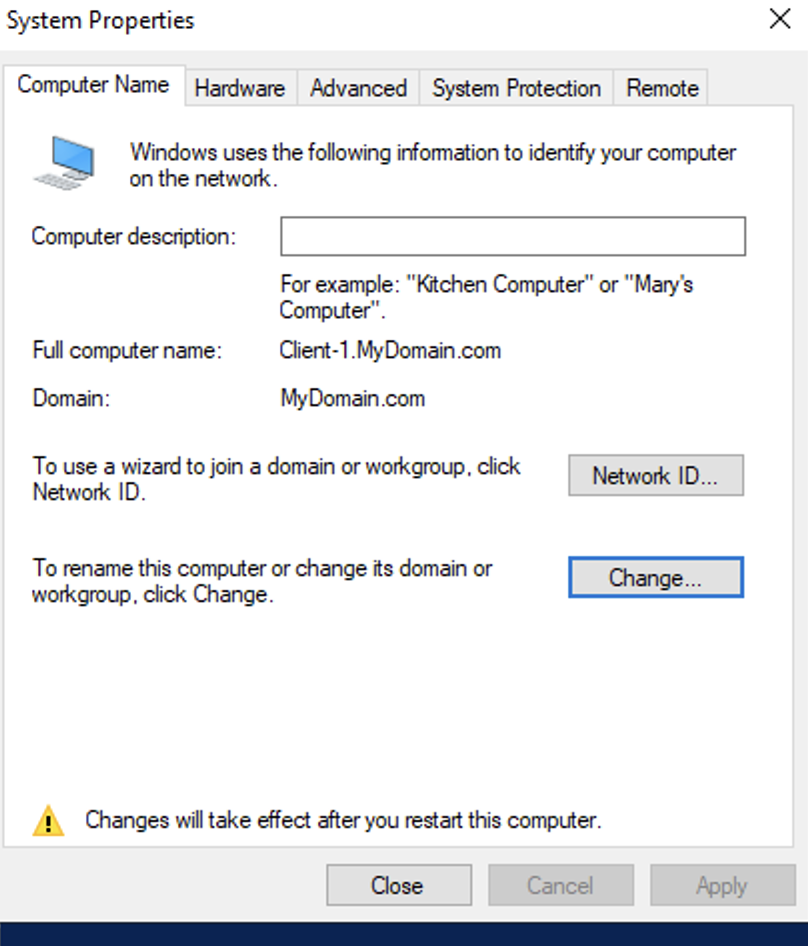 System Properties
Computer Name
Hardware
Advanced
System Protection
Remote
Windows uses the following information to identify your computer
on the network.
Computer description:
For example: "Kitchen Computer" or "Mary's
Computer".
Full computer name:
Client-1.MyDomain.com
Domain:
MyDomain.com
To use a wizard to join a domain or workgroup, click
Network ID.
Network ID...
To rename this computer or change its domain or
workgroup, click Change.
Change...
Changes will take effect after you restart this computer.
Close
Cancel
Apply